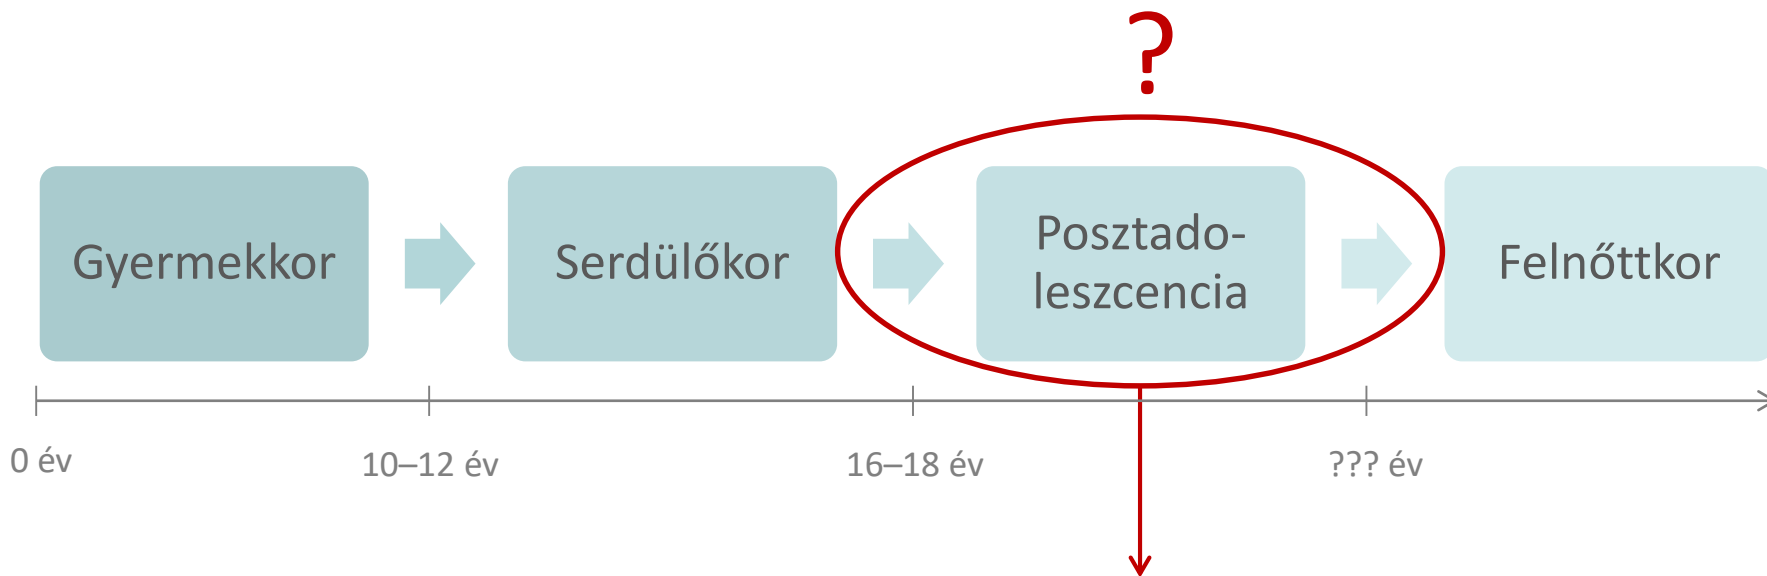 ?
Gyermekkor
Serdülőkor
Posztado-
leszcencia
Felnőttkor
0 év
10–12 év
16–18 év
??? év